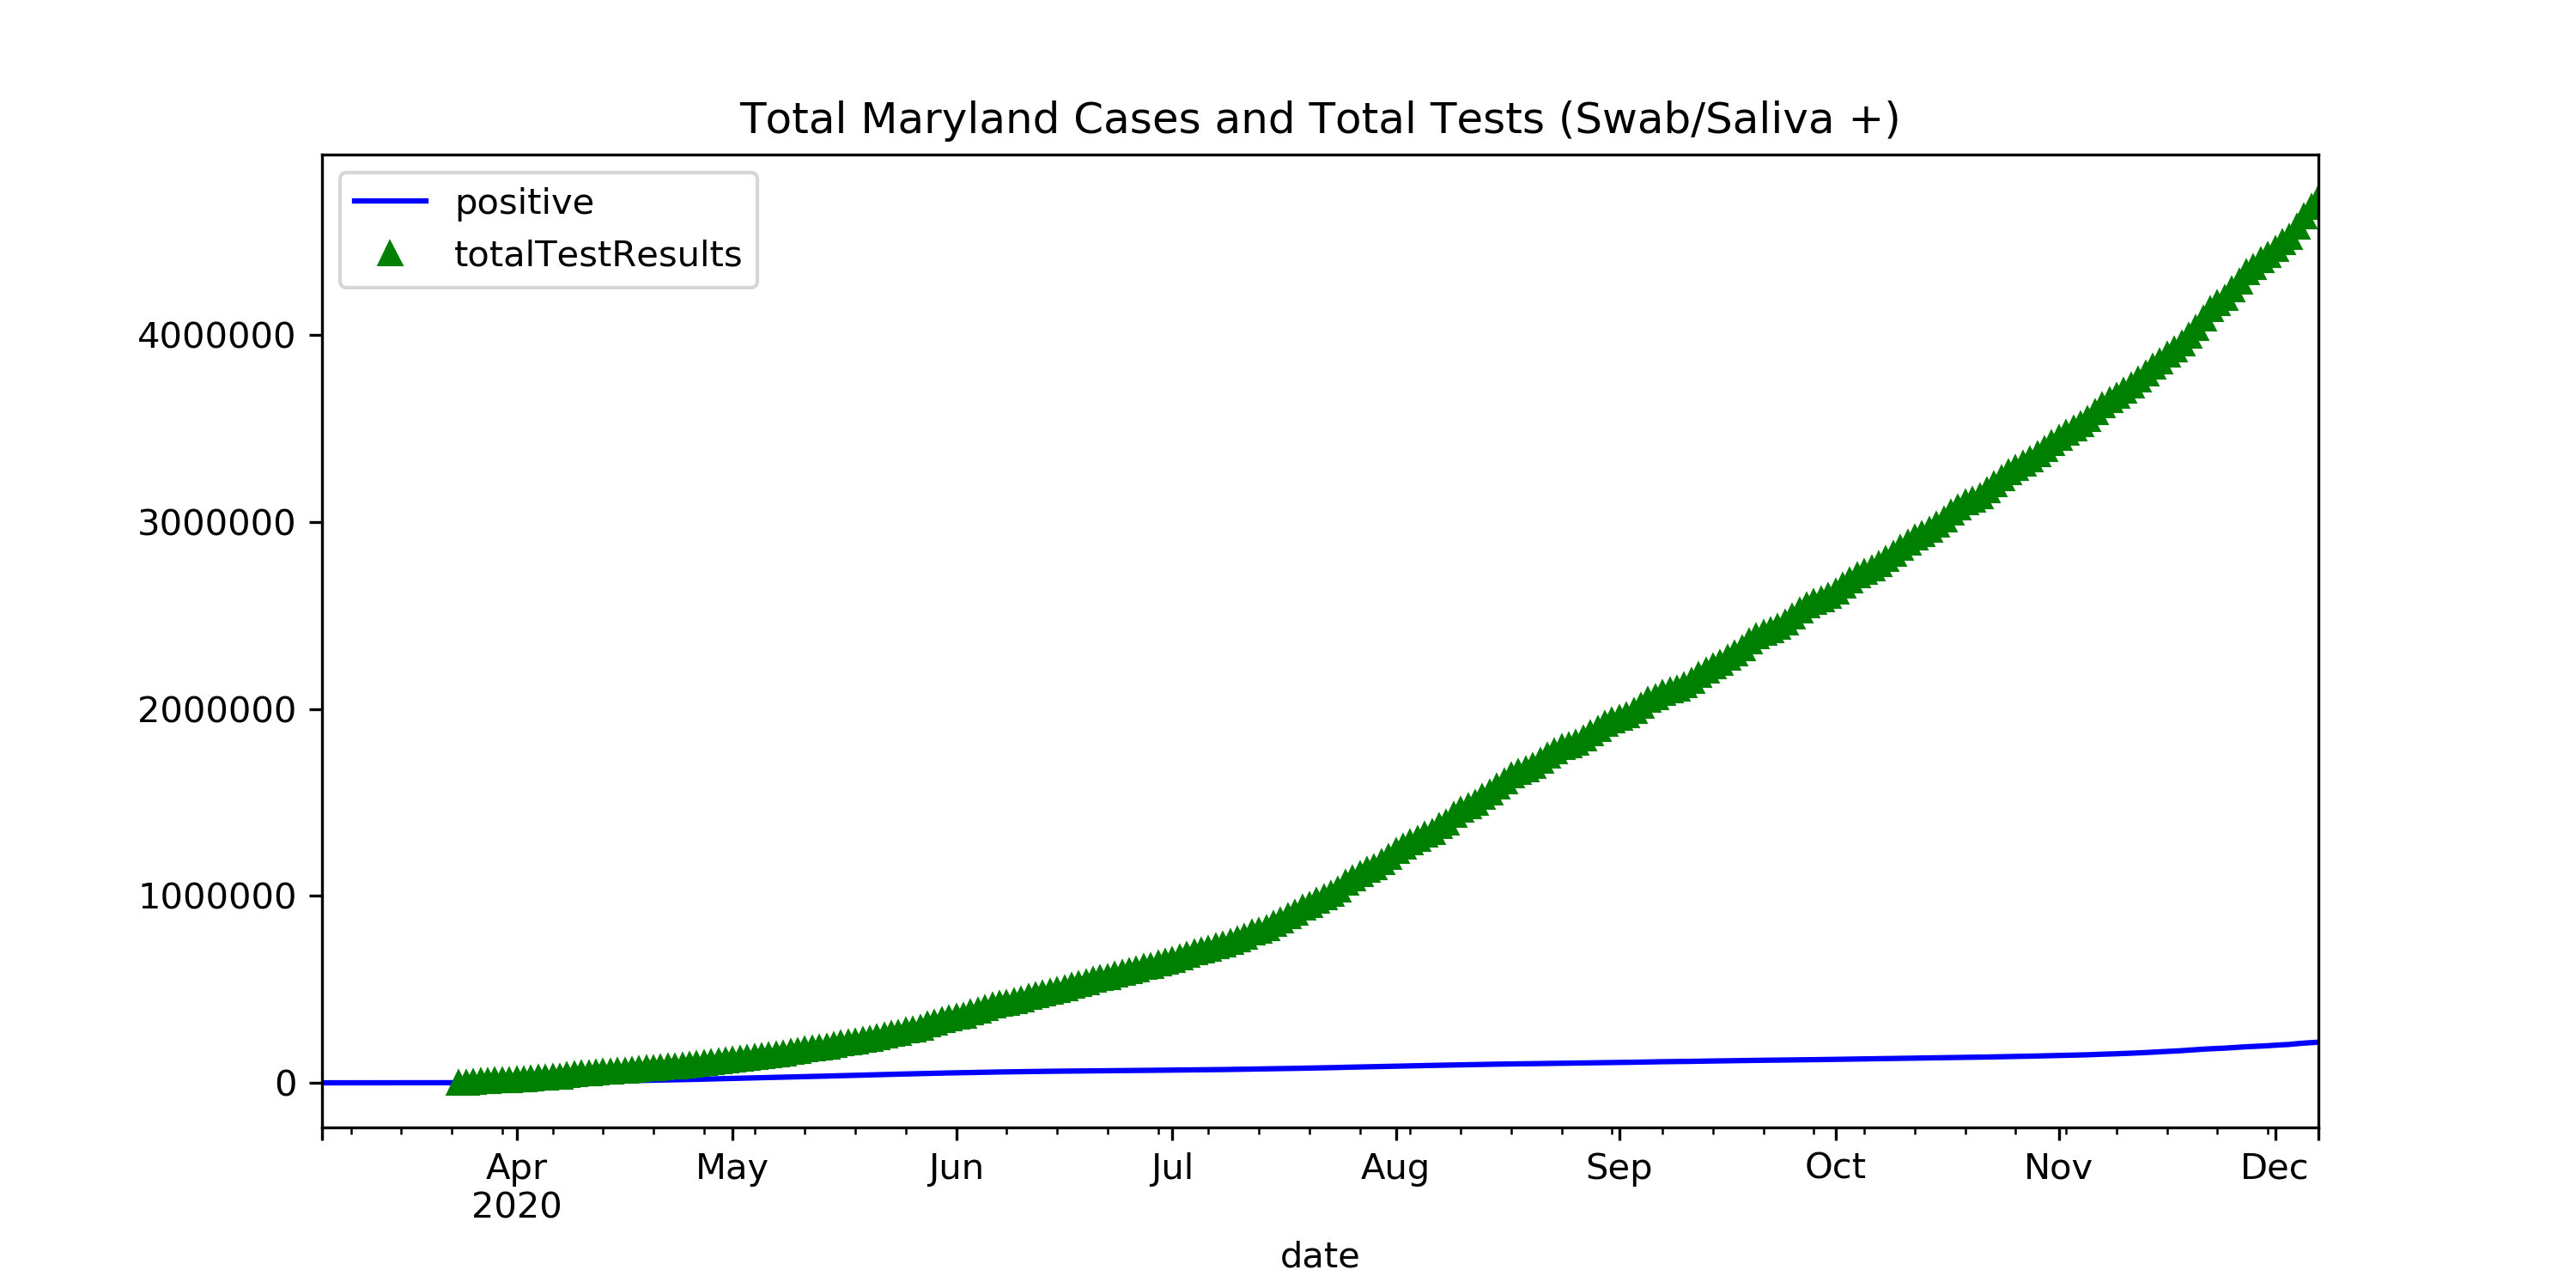 Total Maryland Cases and Total Tests (Swab/Saliva +)
positive
totalTestResults
4000000
3000000
2000000
1000000
0
Apr May Jun Jul Aug Sep Oct Nov Dec
2020
date